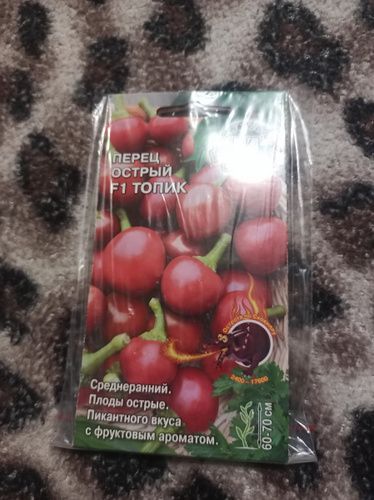 ПЕРЕЦ
ОСТРЫЙ
F1 ТОПИК
Среднеранний.
Плоды острые.
Пикантного вкуса
с фруктовым ароматом.
60-70 см